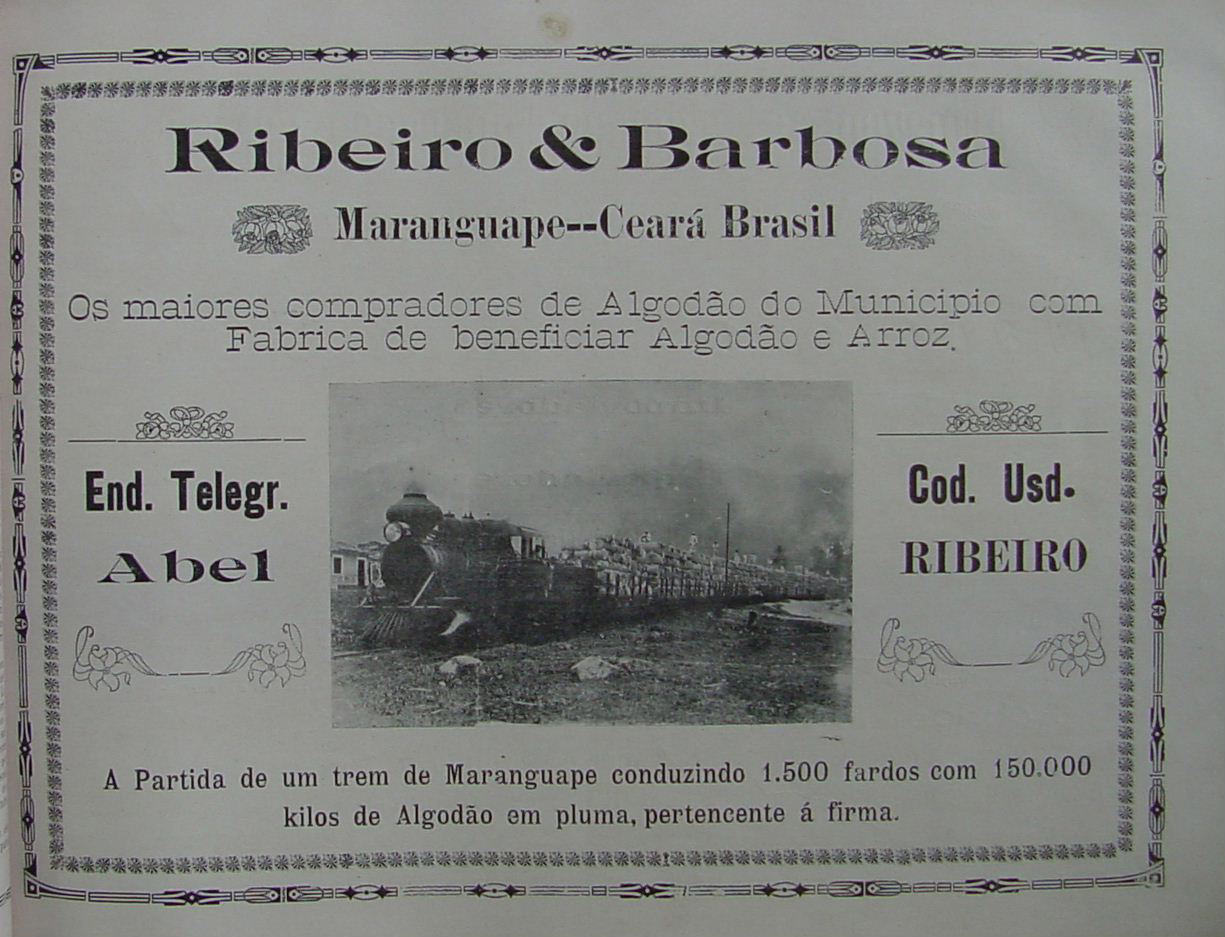 Ribeiro & Barbosa
Maranguape--Ceará Brasil
Os maiores compradores de Algodão do Municipio com
Fabrica de beneficiar Algodão e Arroz.
End. Telegr.
Abel
Cod. Usd.
RIBEIRO
A Partida de um trem de Maranguape conduzindo 1.500 fardos com 150.000
kilos de Algodão em pluma, pertencente á firma.